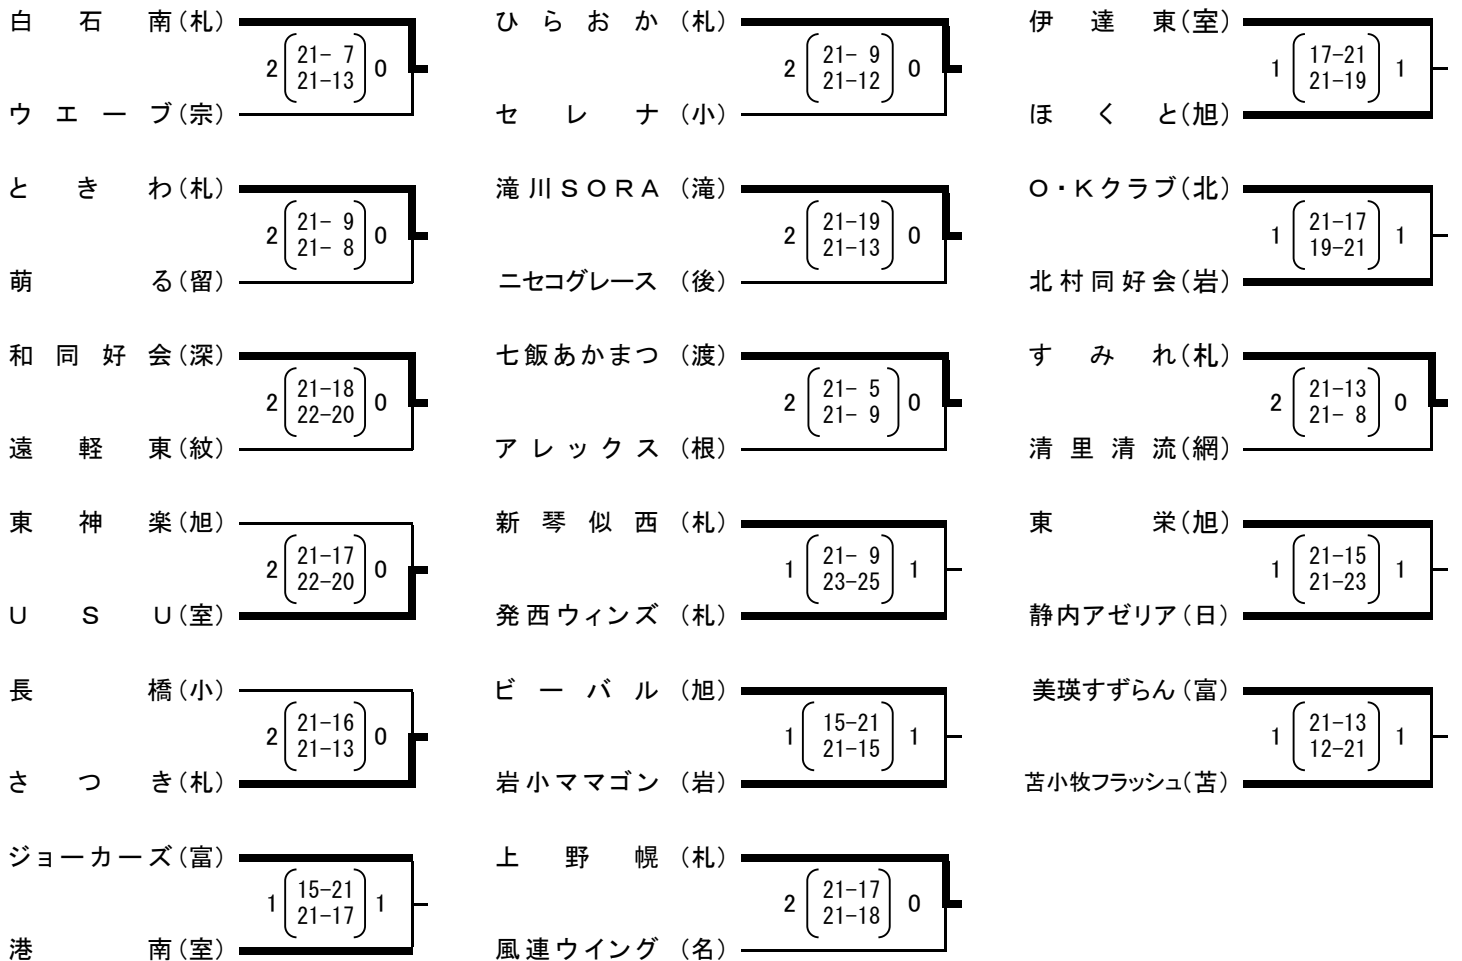 白石南(札)
2 21- 7 0
21-13
ウエーブ(宗)
ときわ(札)
2 21- 9 0
21- 8
萌る(留)
和同好会(深)
2 21-18 0
22-20
遠軽東(紋)
東神楽(旭)
2 21-17 0
22-20
USU(室)
長橋(小)
2 21-16 0
21-13
さつき(札)
ジョーカーズ(富)
1 15-21 1
21-17
港南(室)
ひらおか(札)
2 21- 9 0
21-12
セレナ(小)
滝川SORA(滝)
2 21-19 0
21-13
ニセコグレース(後)
七飯あかまつ(渡)
2 21- 5 0
21- 9
アレックス(根)
新琴似西(札)
1 21- 9 1
23-25
発西ウィンズ(札)
ビーバル(旭)
1 15-21 1
21-15
岩小ママゴン(岩)
上野幌(札)
2 21-17 0
21-18
風連ウイング(名)
伊達東(室)
1 17-21 1
21-19
ほくと(旭)
O・Kクラブ(北)
1 21-17 1
19-21
北村同好会(岩)
すみれ(札)
2 21-13 0
21- 8
清里清流(網)
東栄(旭)
1 21-15 1
21-23
静内アゼリア(日)
美瑛すずらん(富)
1 21-13 1
12-21
苫小牧フラッシュ(苫)